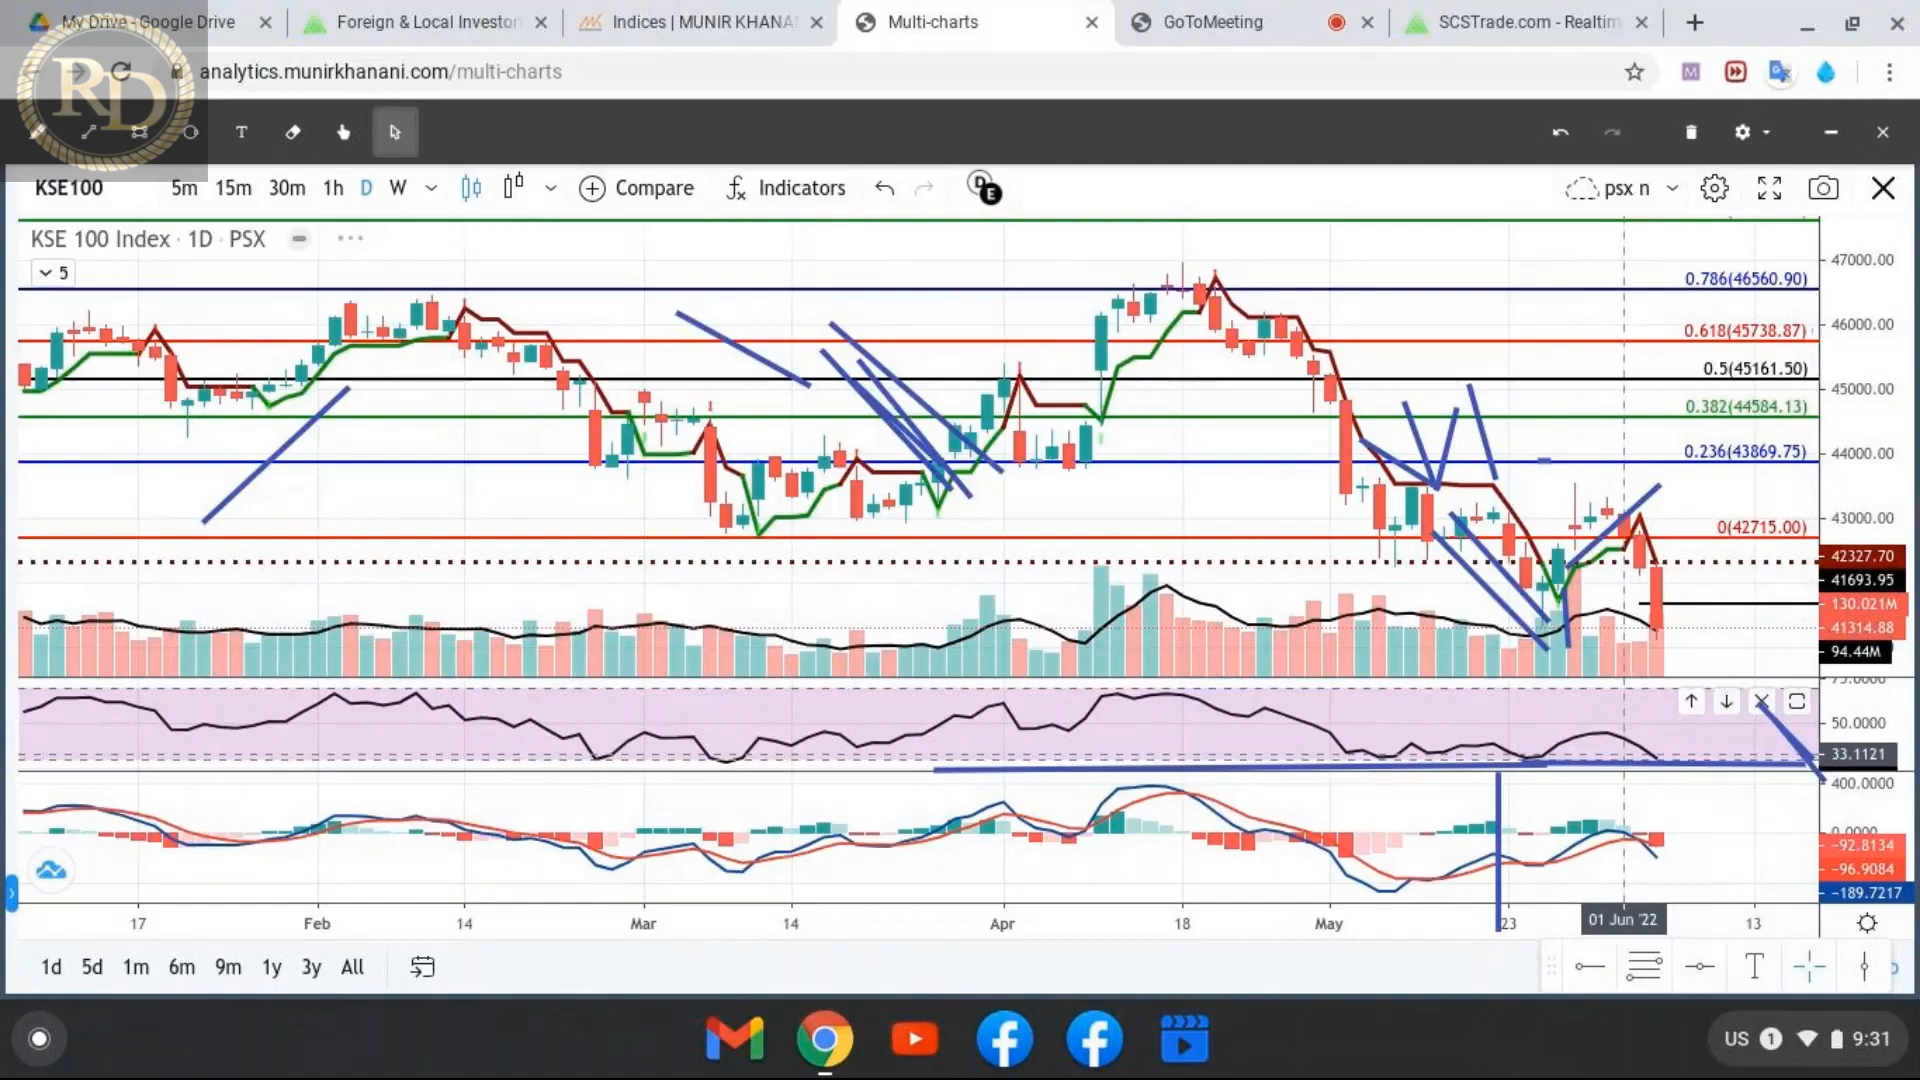 My Drive - Google Drive
Foreign & Local Investor
Indices | MUNIR KHANA
Multi-charts
GoToMeeting
SCSTrade.com - Realtim
analytics.munirkhanani.com/multi-charts
RD
T
KSE100 5m 15m 30m 1h D W Compare Indicators D E psx n
KSE 100 Index · 1D · PSX
5
0.786(46560.90)
0.618(45738.87)
0.5(45161.50)
0.382(44584.13)
0.236(43869.75)
0(42715.00)
47000.00
46000.00
45000.00
44000.00
43000.00
42327.70
41693.95
130.021M
41314.88
94.44M
75.0000
50.0000
33.1121
400.0000
0.0000
-92.8134
-96.9084
-189.7217
17 Feb 14 Mar 14 Apr 18 May 23 01 Jun '22 13
1d 5d 1m 6m 9m 1y 3y All
T
US 1 9:31